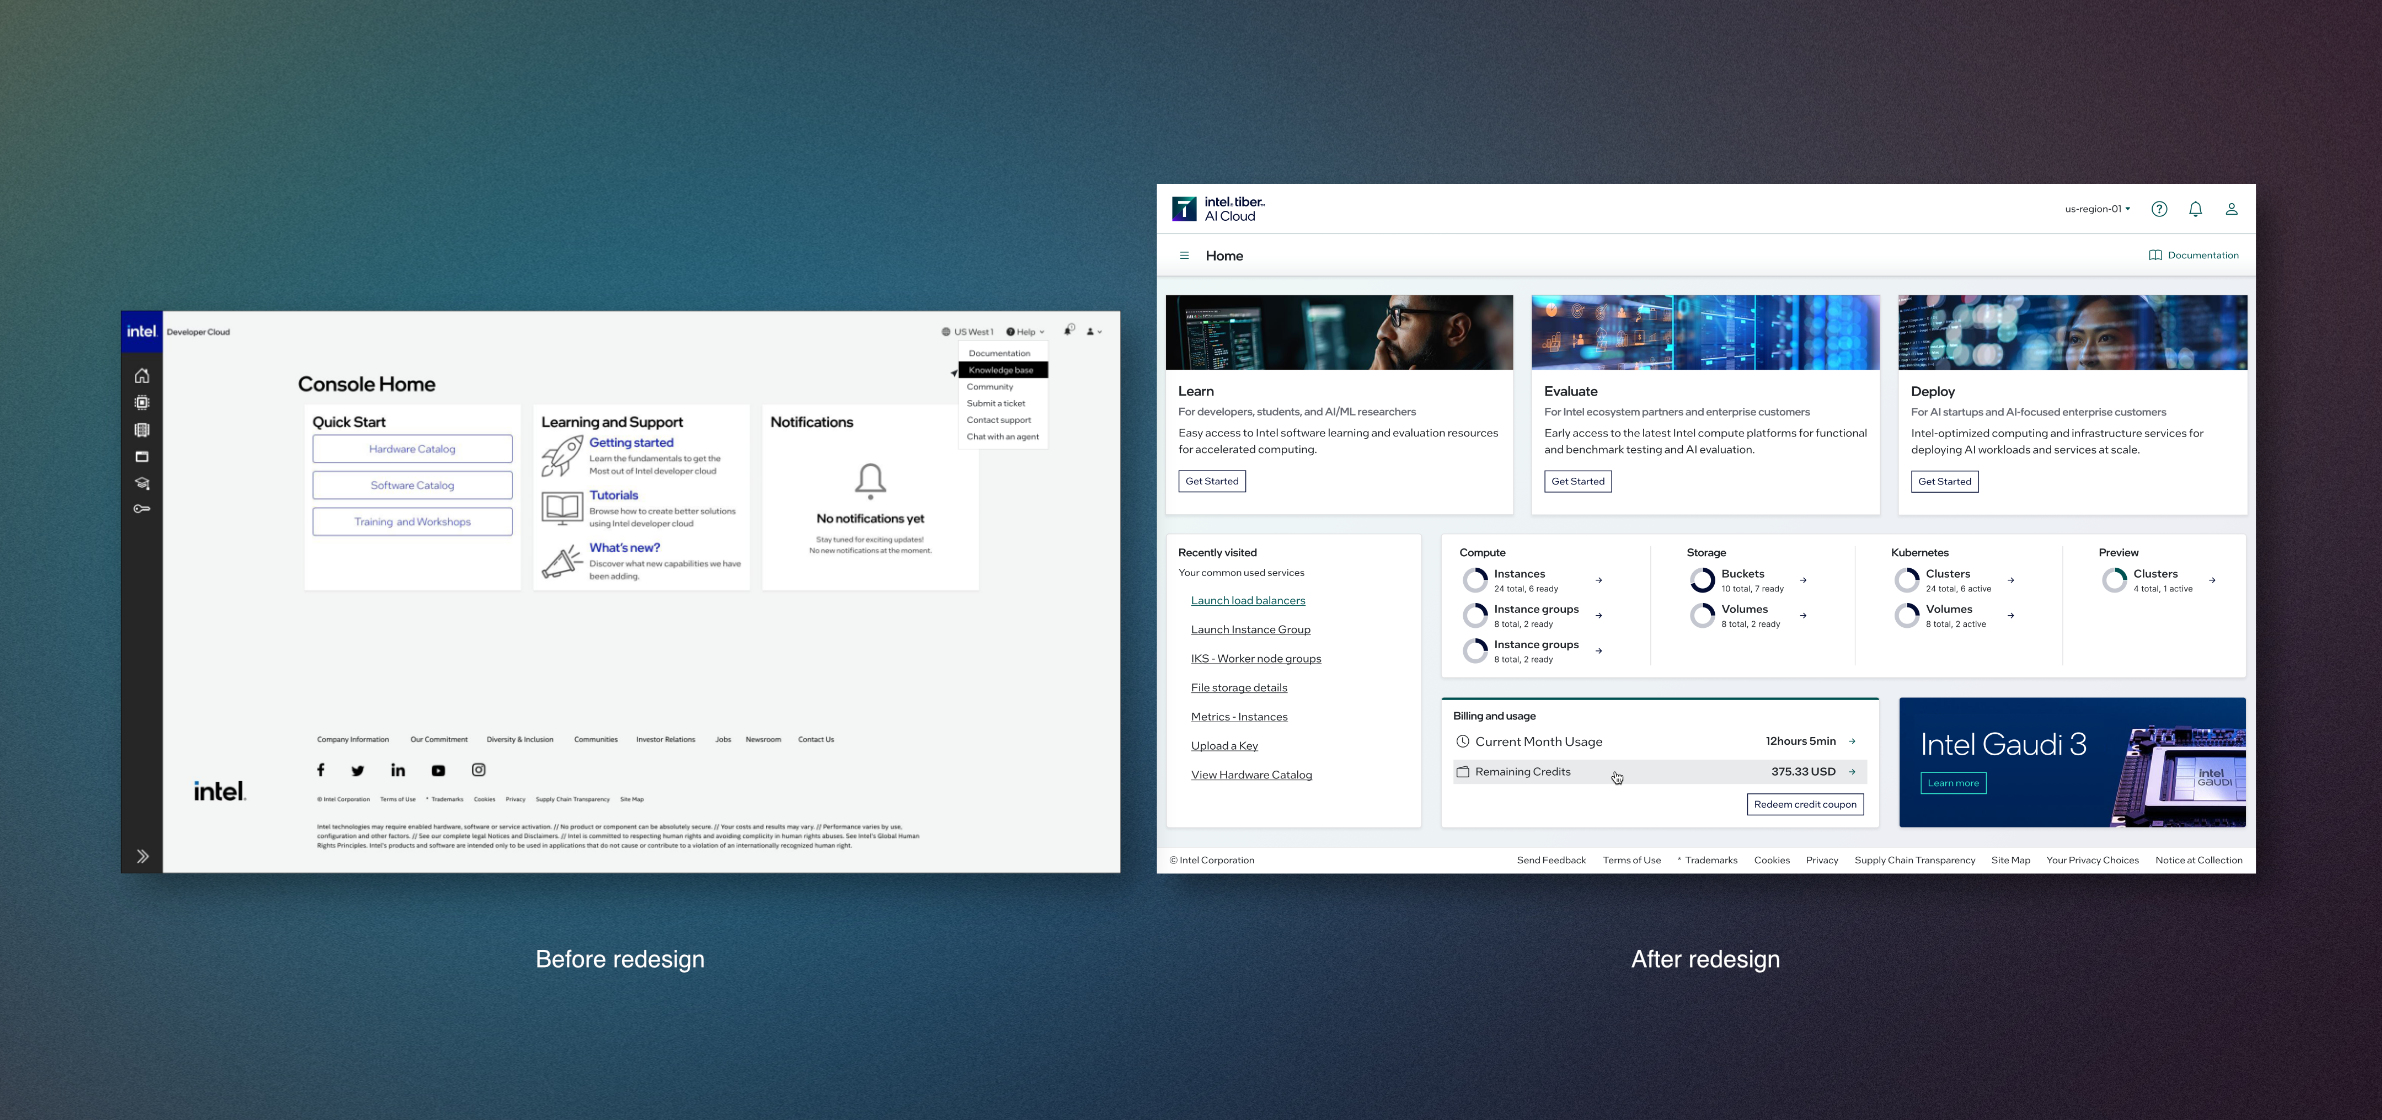 intel.
Developer Cloud
US West 1
Help
Documentation
Knowledge base
Community
Submit a ticket
Contact support
Chat with an agent
Console Home
Quick Start
Hardware Catalog
Software Catalog
Training and Workshops
Learning and Support
Getting started
Learn the fundamentals to get the
Most out of Intel developer cloud
Tutorials
Browse how to create better solutions
using Intel developer cloud
What's new?
Discover what new capabilities we have
been adding.
Notifications
No notifications yet
Stay tuned for exciting updates!
No new notifications at the moment.
Company Information
Our Commitment
Diversity & Inclusion
Communities
Investor Relations
Jobs
Newsroom
Contact Us
intel.
© Intel Corporation
Terms of Use
* Trademarks
Cookies
Privacy
Supply Chain Transparency
Site Map
Intel technologies may require enabled hardware, software or service activation. // No product or component can be absolutely secure. // Your costs and results may vary. // Performance varies by use,
configuration and other factors. // See our complete legal Notices and Disclaimers. // Intel is committed to respecting human rights and avoiding complicity in human rights abuses. See Intel's Global Human
Rights Principles. Intel's products and software are intended only to be used in applications that do not cause or contribute to a violation of an internationally recognized human right.
Before redesign
intel. tiber™
AI Cloud
us-region-01
Home
Documentation
Learn
For developers, students, and AI/ML researchers
Easy access to Intel software learning and evaluation resources
for accelerated computing.
Get Started
Evaluate
For Intel ecosystem partners and enterprise customers
Early access to the latest Intel compute platforms for functional
and benchmark testing and AI evaluation.
Get Started
Deploy
For AI startups and AI-focused enterprise customers
Intel-optimized computing and infrastructure services for
deploying AI workloads and services at scale.
Get Started
Recently visited
Your common used services
Launch load balancers
Launch Instance Group
IKS - Worker node groups
File storage details
Metrics - Instances
Upload a Key
View Hardware Catalog
Compute
Instances
24 total, 6 ready
Instance groups
8 total, 2 ready
Instance groups
8 total, 2 ready
Storage
Buckets
10 total, 7 ready
Volumes
8 total, 2 ready
Kubernetes
Clusters
24 total, 6 active
Volumes
8 total, 2 active
Preview
Clusters
4 total, 1 active
Billing and usage
Current Month Usage
12hours 5min
Remaining Credits
375.33 USD
Redeem credit coupon
Intel Gaudi 3
Learn more
intel
GAUDI
© Intel Corporation
Send Feedback
Terms of Use
* Trademarks
Cookies
Privacy
Supply Chain Transparency
Site Map
Your Privacy Choices
Notice at Collection
After redesign